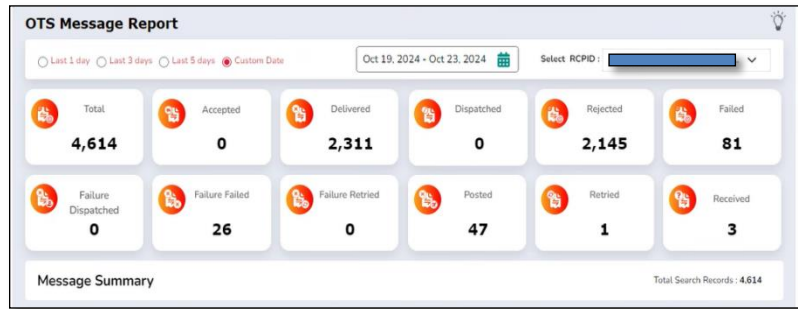 OTS Message Report
Last 1 day Last 3 days Last 5 days Custom Date Oct 19, 2024 - Oct 23, 2024 Select RCPID :
Total Accepted Delivered Dispatched Rejected Failed
4,614 0 2,311 0 2,145 81
Failure Dispatched Failure Failed Failure Retried Posted Retried Received
0 26 0 47 1 3
Message Summary Total Search Records : 4,614